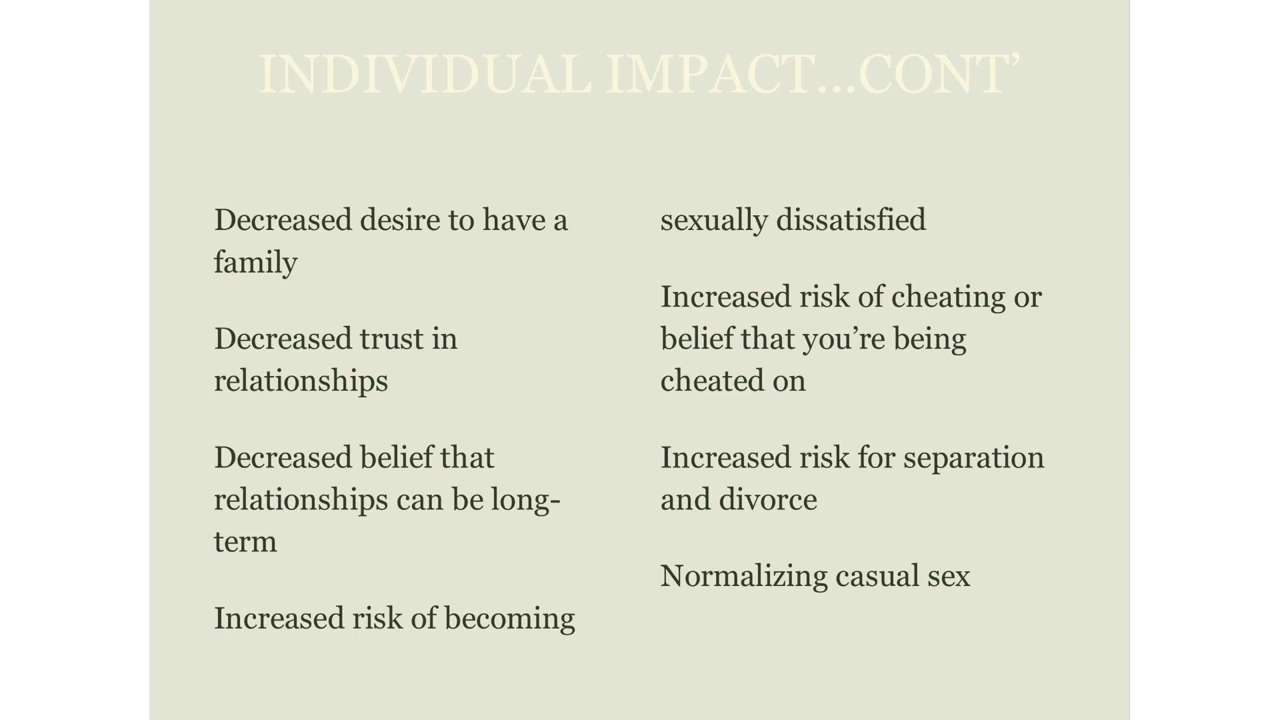 INDIVIDUAL IMPACT...CONT’
Decreased desire to have a
family
Decreased trust in
relationships
Decreased belief that
relationships can be long-
term
Increased risk of becoming
sexually dissatisfied
Increased risk of cheating or
belief that you’re being
cheated on
Increased risk for separation
and divorce
Normalizing casual sex